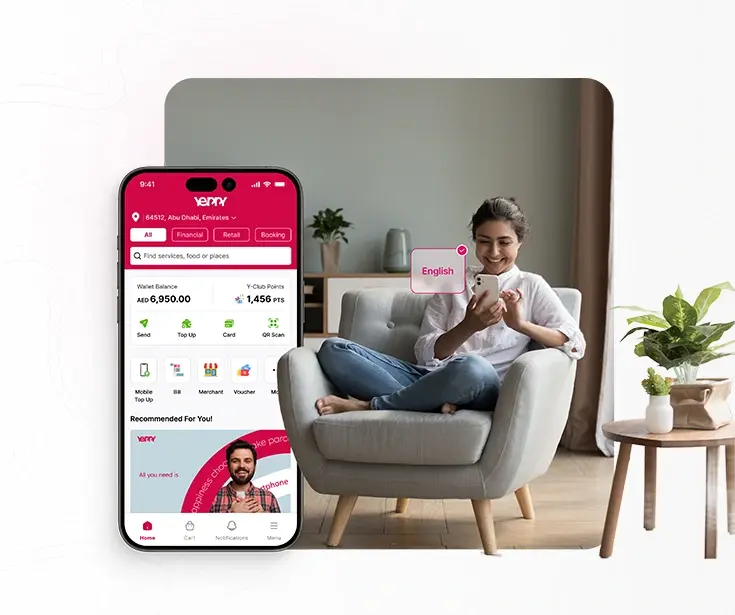 9:41
YePPY
64512, Abu Dhabi, Emirates
All Financial Retail Booking
Find services, food or places
Wallet Balance Y-Club Points
AED 6,950.00 1,456 PTS
Send Top Up Card QR Scan
Mobile Top Up Bill Merchant Voucher Mo
Recommended For You!
YePPY
All you need is
appiness choo ake parc
phone
Home Cart Notifications Menu
English